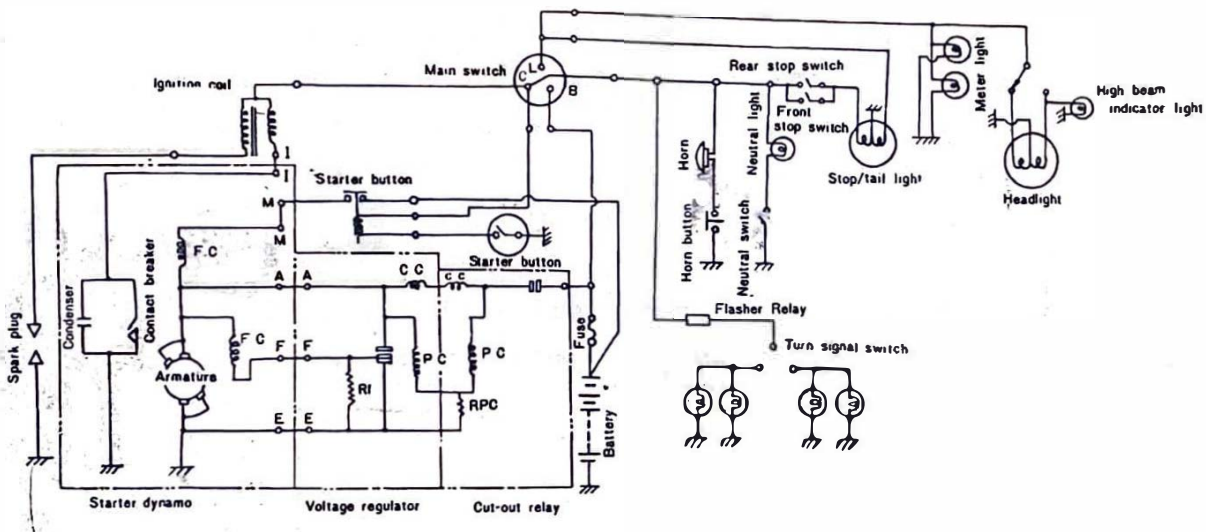 Ignition coil
Main switch
C
L
B
Rear stop switch
Front
stop switch
Stop/tail light
Meter light
High beam
indicator light
Headlight
Horn
Horn button
Neutral light
Neutral switch
Flasher Relay
Turn signal switch
I
I
Starter button
M
M
F.C
Starter button
A A
C C
C C
Contact breaker
Condenser
Spark plug
F C
F F
Armature
P C
P C
Rf
RPC
E E
Fuse
Battery
Starter dynamo
Voltage regulator
Cut-out relay